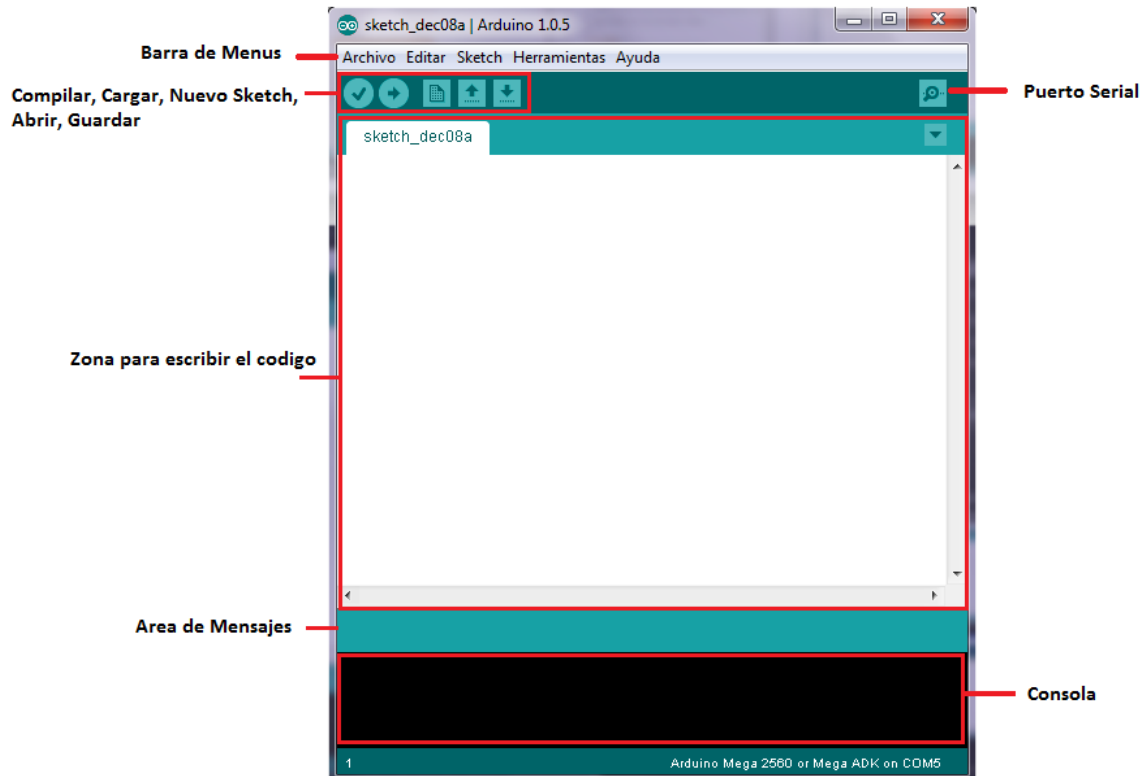 sketch_dec08a | Arduino 1.0.5
Barra de Menus
Archivo Editar Sketch Herramientas Ayuda
Compilar, Cargar, Nuevo Sketch,
Abrir, Guardar
Puerto Serial
sketch_dec08a
Zona para escribir el codigo
Area de Mensajes
Consola
1
Arduino Mega 2560 or Mega ADK on COM5